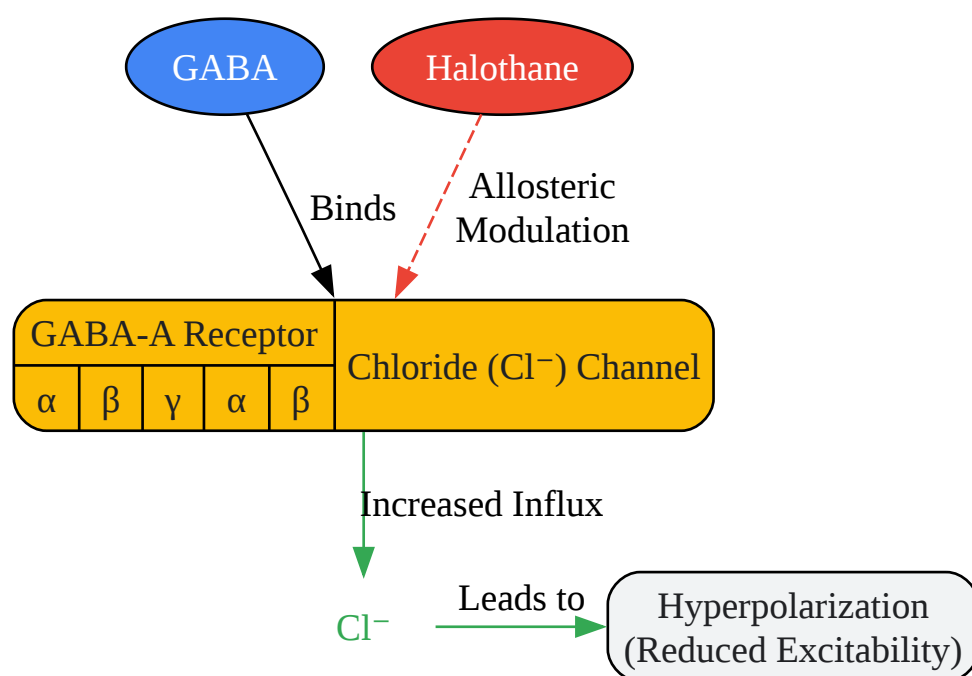 GABA
Halothane
Binds
Allosteric
Modulation
GABA-A Receptor
α β γ α β
Chloride (Cl⁻) Channel
Increased Influx
Cl⁻
Leads to
Hyperpolarization
(Reduced Excitability)